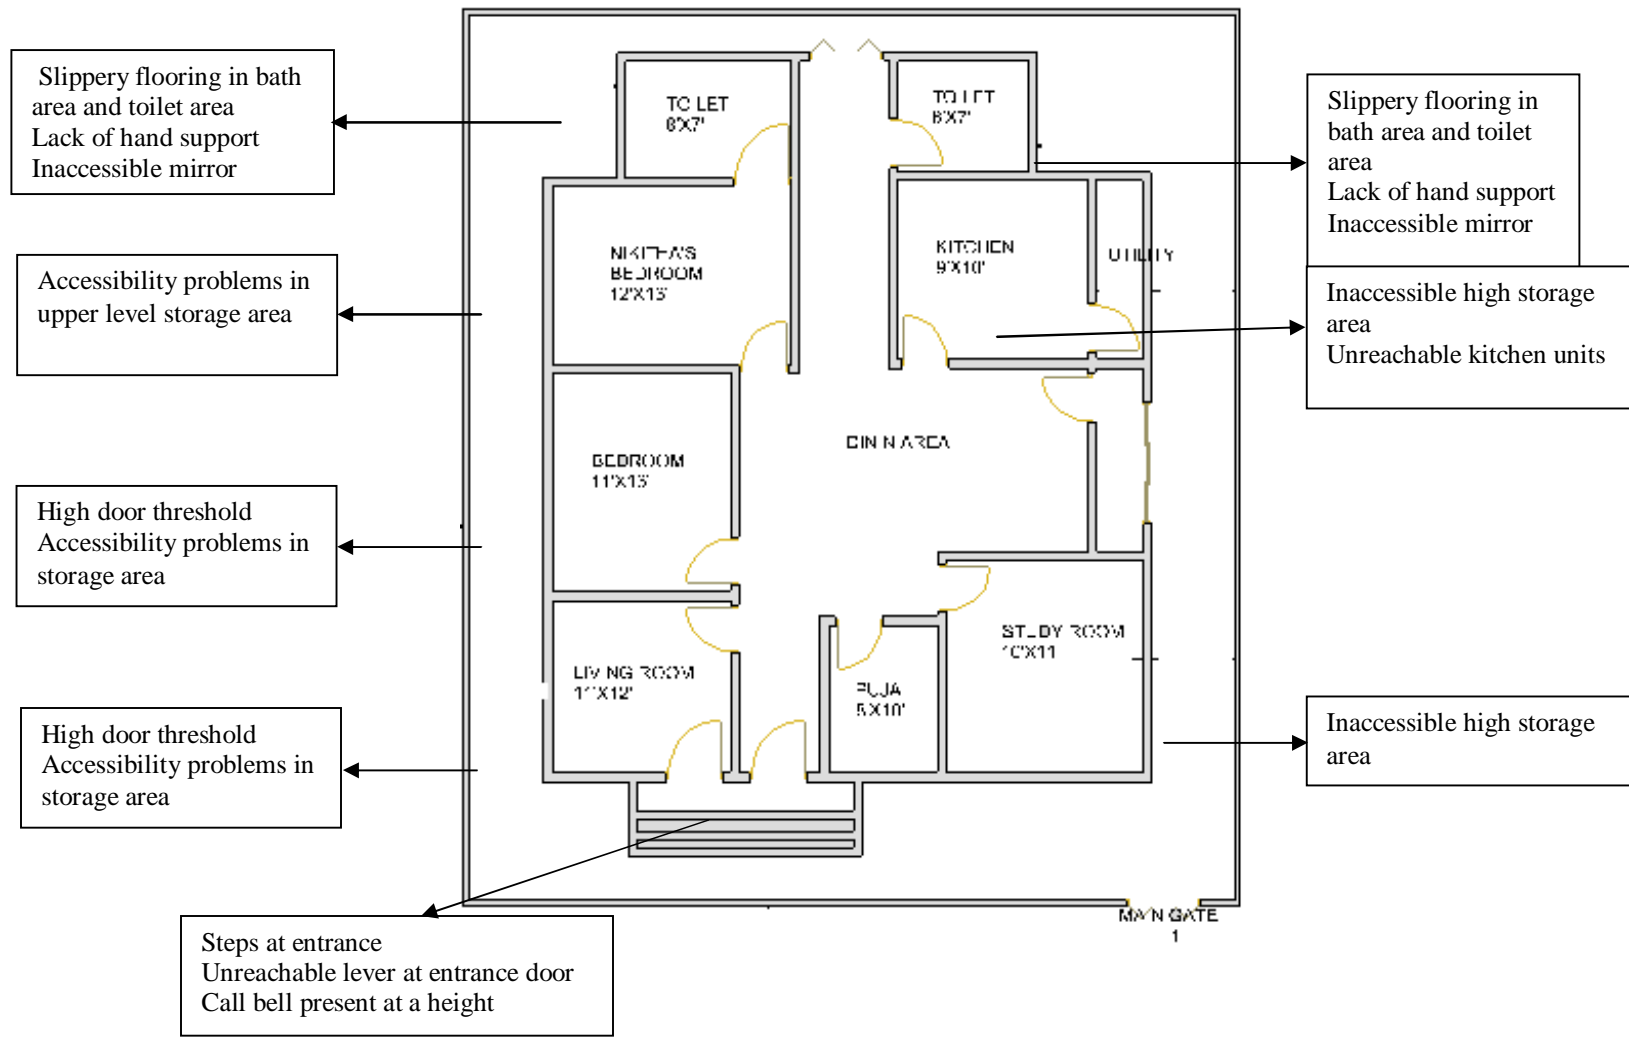 Slippery flooring in bath
area and toilet area
Lack of hand support
Inaccessible mirror
TOILET
8'X7'
TOILET
6'X7'
Slippery flooring in
bath area and toilet
area
Lack of hand support
Inaccessible mirror
Accessibility problems in
upper level storage area
NIKITHA'S
BEDROOM
12'X13'
KITCHEN
9'X10'
UTILITY
Inaccessible high storage
area
Unreachable kitchen units
High door threshold
Accessibility problems in
storage area
BEDROOM
11'X13'
DININ AREA
High door threshold
Accessibility problems in
storage area
LIVING ROOM
11'X12'
PUJA
5'X10'
STUDY ROOM
10'X11
Inaccessible high storage
area
Steps at entrance
Unreachable lever at entrance door
Call bell present at a height
MAIN GATE
1